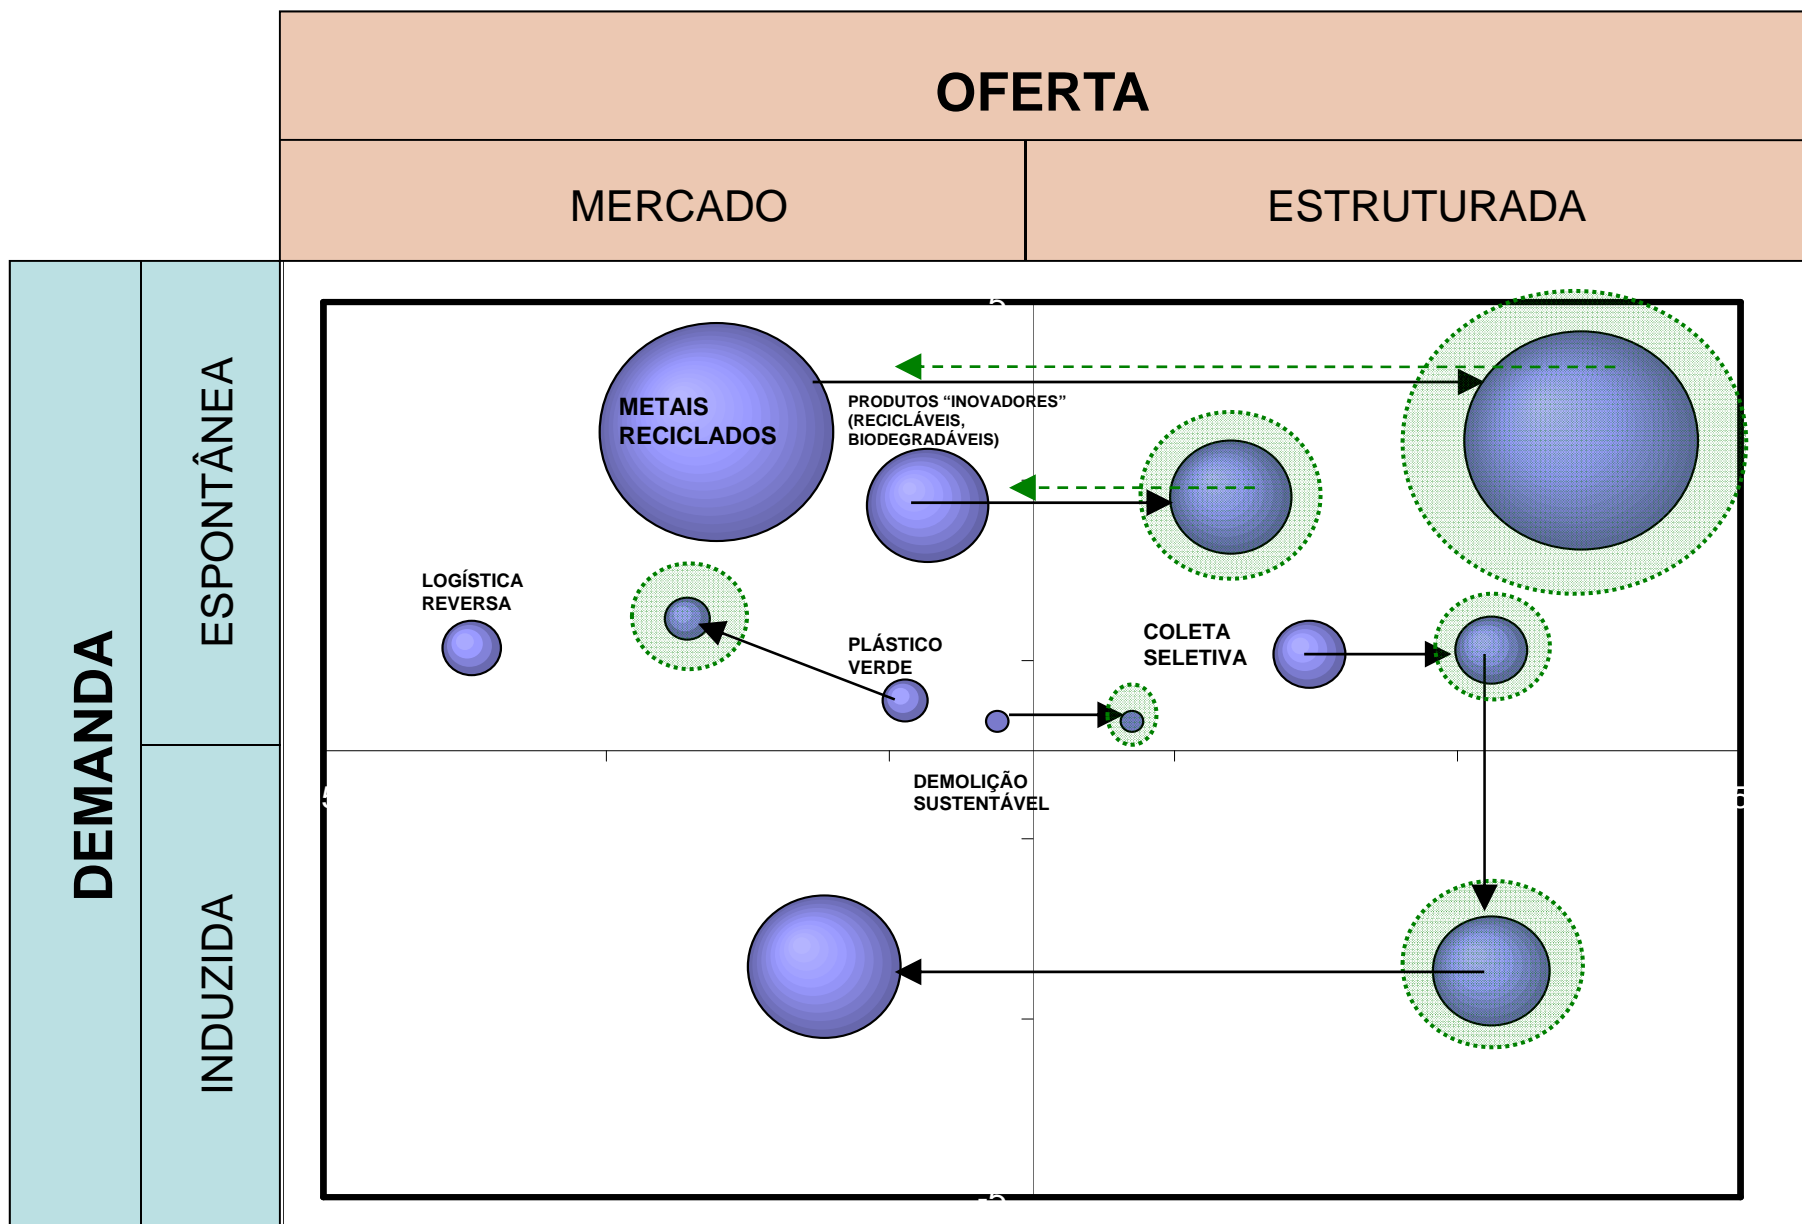 OFERTA
MERCADO
ESTRUTURADA
DEMANDA
ESPONTÂNEA
INDUZIDA
METAIS
RECICLADOS
PRODUTOS “INOVADORES”
(RECICLÁVEIS,
BIODEGRADÁVEIS)
LOGÍSTICA
REVERSA
PLÁSTICO
VERDE
COLETA
SELETIVA
DEMOLIÇÃO
SUSTENTÁVEL